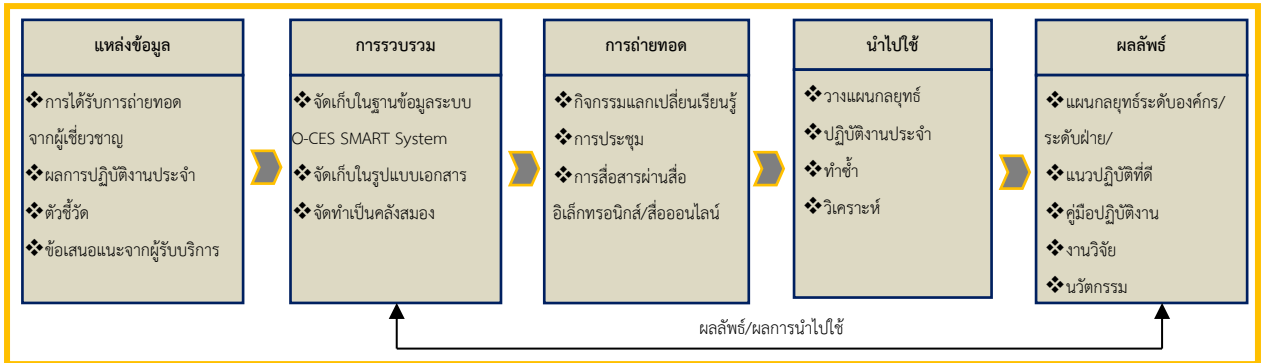 แหล่งข้อมูล
❖การได้รับการถ่ายทอด
จากผู้เชี่ยวชาญ
❖ผลการปฏิบัติงานประจำ
❖ตัวชี้วัด
❖ข้อเสนอแนะจากผู้รับบริการ
การรวบรวม
❖จัดเก็บในฐานข้อมูลระบบ
O-CES SMART System
❖จัดเก็บในรูปแบบเอกสาร
❖จัดทำเป็นคลังสมอง
การถ่ายทอด
❖กิจกรรมแลกเปลี่ยนเรียนรู้
❖การประชุม
❖การสื่อสารผ่านสื่อ
อิเล็กทรอนิกส์/สื่อออนไลน์
นำไปใช้
❖วางแผนกลยุทธ์
❖ปฏิบัติงานประจำ
❖ทำซ้ำ
❖วิเคราะห์
ผลลัพธ์
❖แผนกลยุทธ์ระดับองค์กร/
ระดับฝ่าย/
❖แนวปฏิบัติที่ดี
❖คู่มือปฏิบัติงาน
❖งานวิจัย
❖นวัตกรรม
ผลลัพธ์/ผลการนำไปใช้